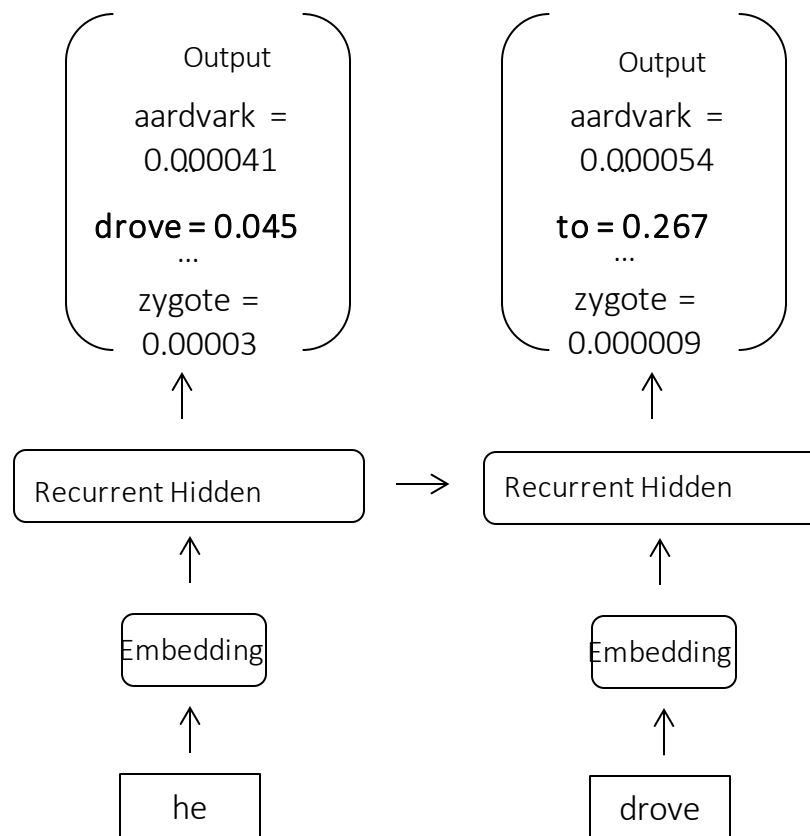 Output
aardvark =
0.000041
...
drove = 0.045
...
zygote =
0.00003
Output
aardvark =
0.000054
...
to = 0.267
...
zygote =
0.000009
Recurrent Hidden
Recurrent Hidden
Embedding
Embedding
he
drove